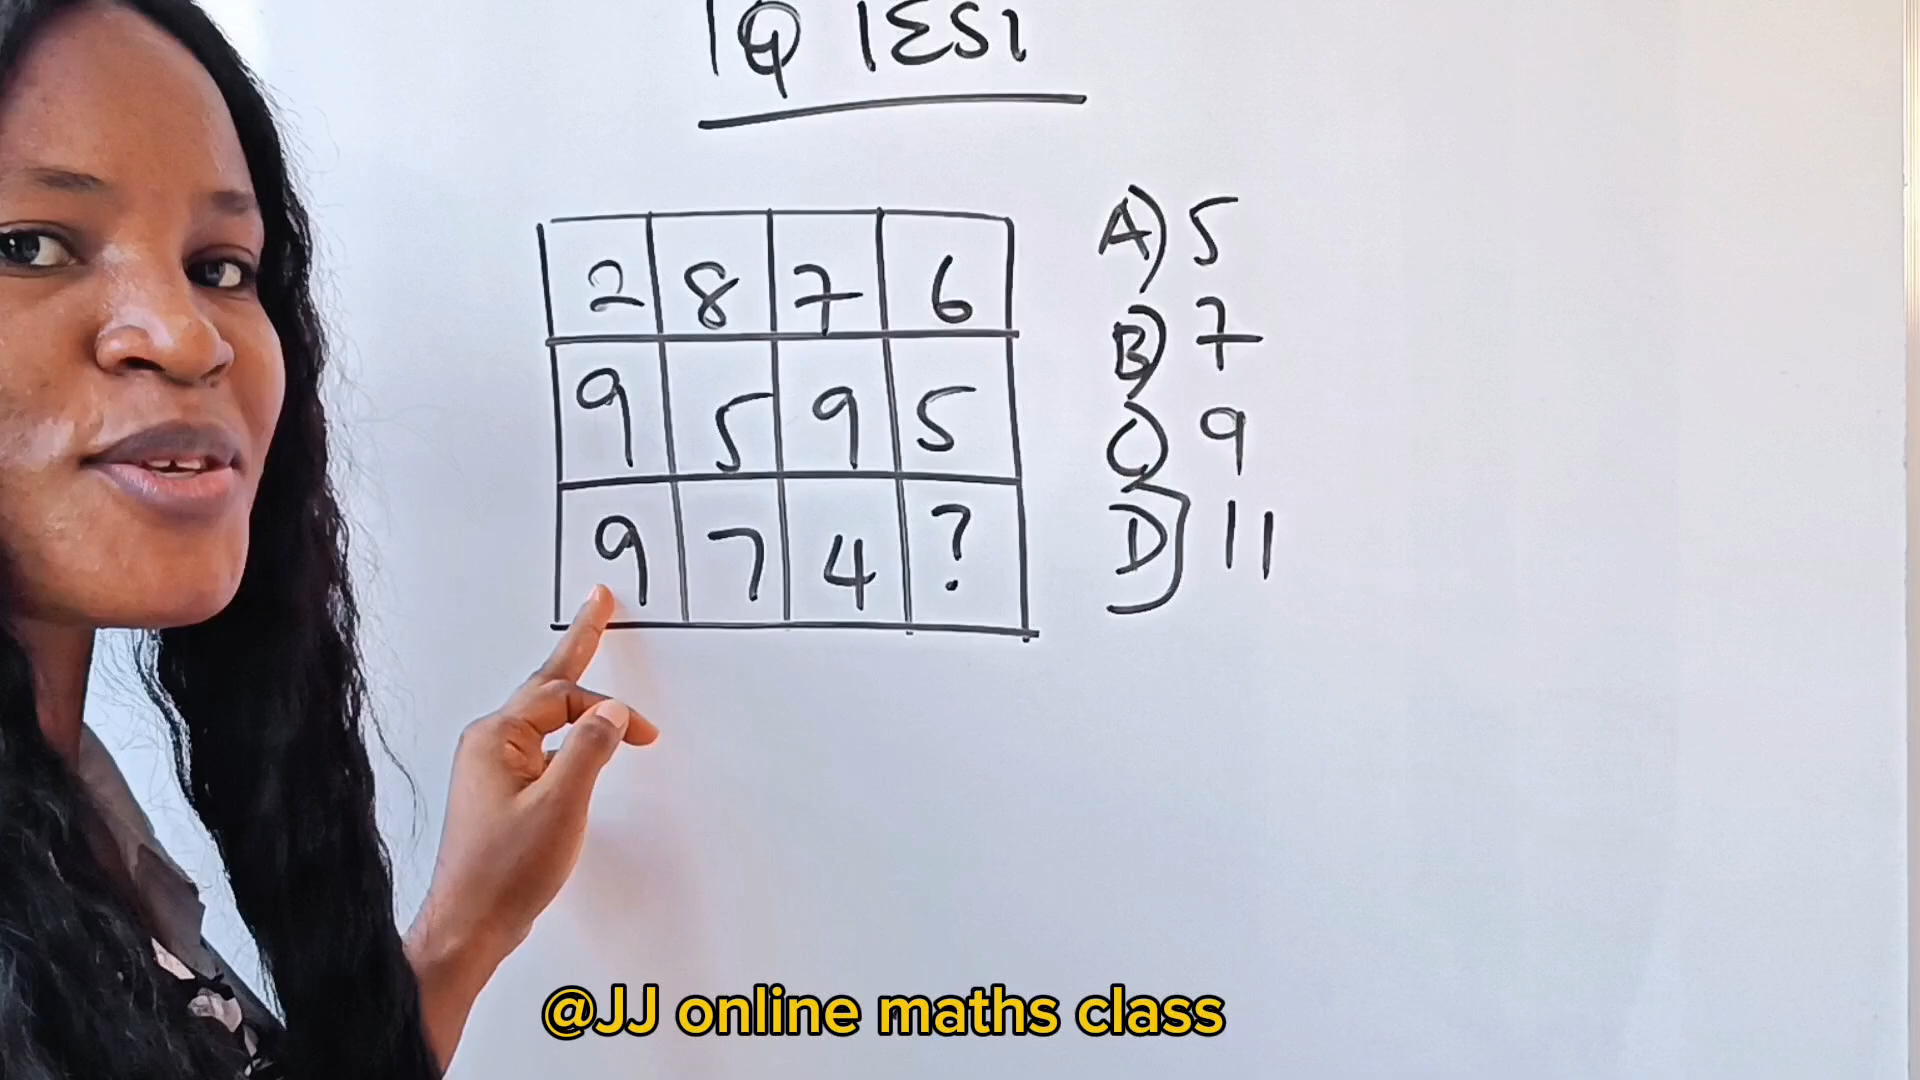 IQ TEST
2 8 7 6
9 5 9 5
9 7 4 ?
A) 5
B) 7
C) 9
D) 11
@JJ online maths class